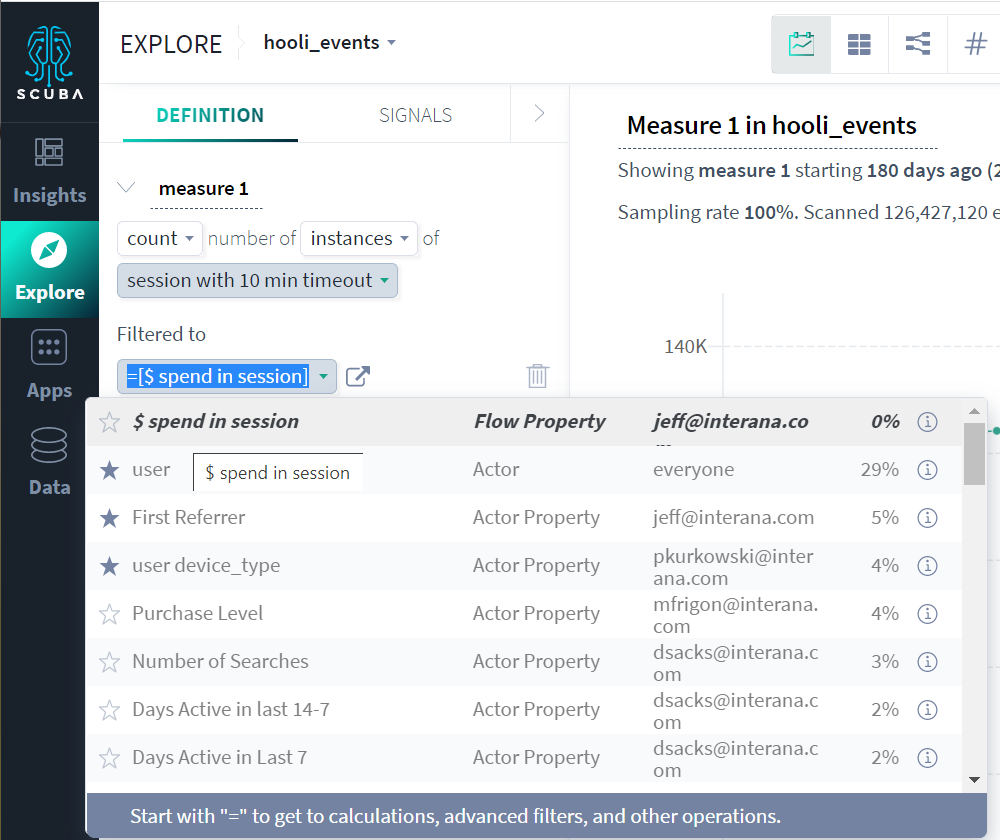 SCUBA
EXPLORE
hooli_events
#
DEFINITION
SIGNALS
Insights
Explore
Apps
Data
measure 1
count number of instances of
session with 10 min timeout
Filtered to
=[$ spend in session]
Measure 1 in hooli_events
Showing measure 1 starting 180 days ago (2
Sampling rate 100%. Scanned 126,427,120 e
140K
$ spend in session Flow Property jeff@interana.co 0%
user Actor everyone 29%
$ spend in session
First Referrer Actor Property jeff@interana.com 5%
user device_type Actor Property pkurkowski@inter
ana.com 4%
Purchase Level Actor Property mfrigon@interana.
com 4%
Number of Searches Actor Property dsacks@interana.c
om 3%
Days Active in last 14-7 Actor Property dsacks@interana.c
om 2%
Days Active in Last 7 Actor Property dsacks@interana.c
om 2%
Start with "=" to get to calculations, advanced filters, and other operations.